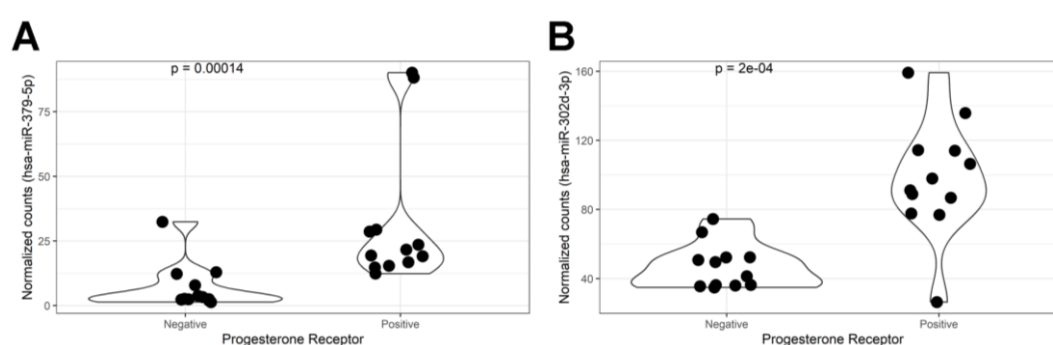 A
p = 0.00014
Normalized counts (hsa-miR-379-5p)
75
50
25
0
Negative
Positive
Progesterone Receptor
B
p = 2e-04
Normalized counts (hsa-miR-302d-3p)
160
120
80
40
Negative
Positive
Progesterone Receptor